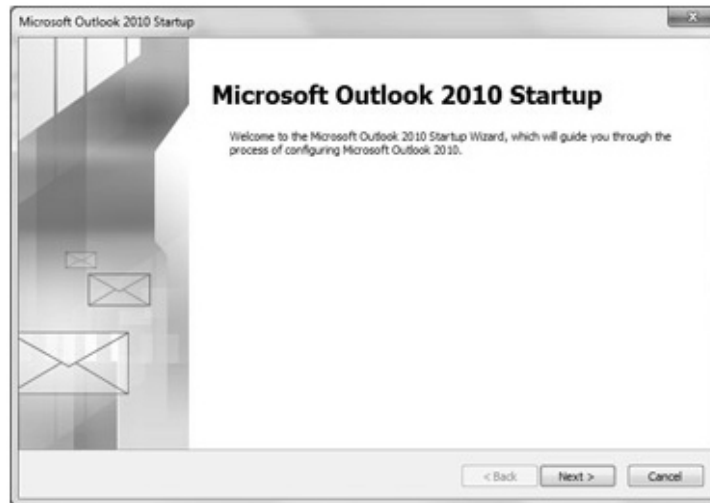 Microsoft Outlook 2010 Startup
Microsoft Outlook 2010 Startup
Welcome to the Microsoft Outlook 2010 Startup Wizard, which will guide you through the
process of configuring Microsoft Outlook 2010.
< Back Next > Cancel